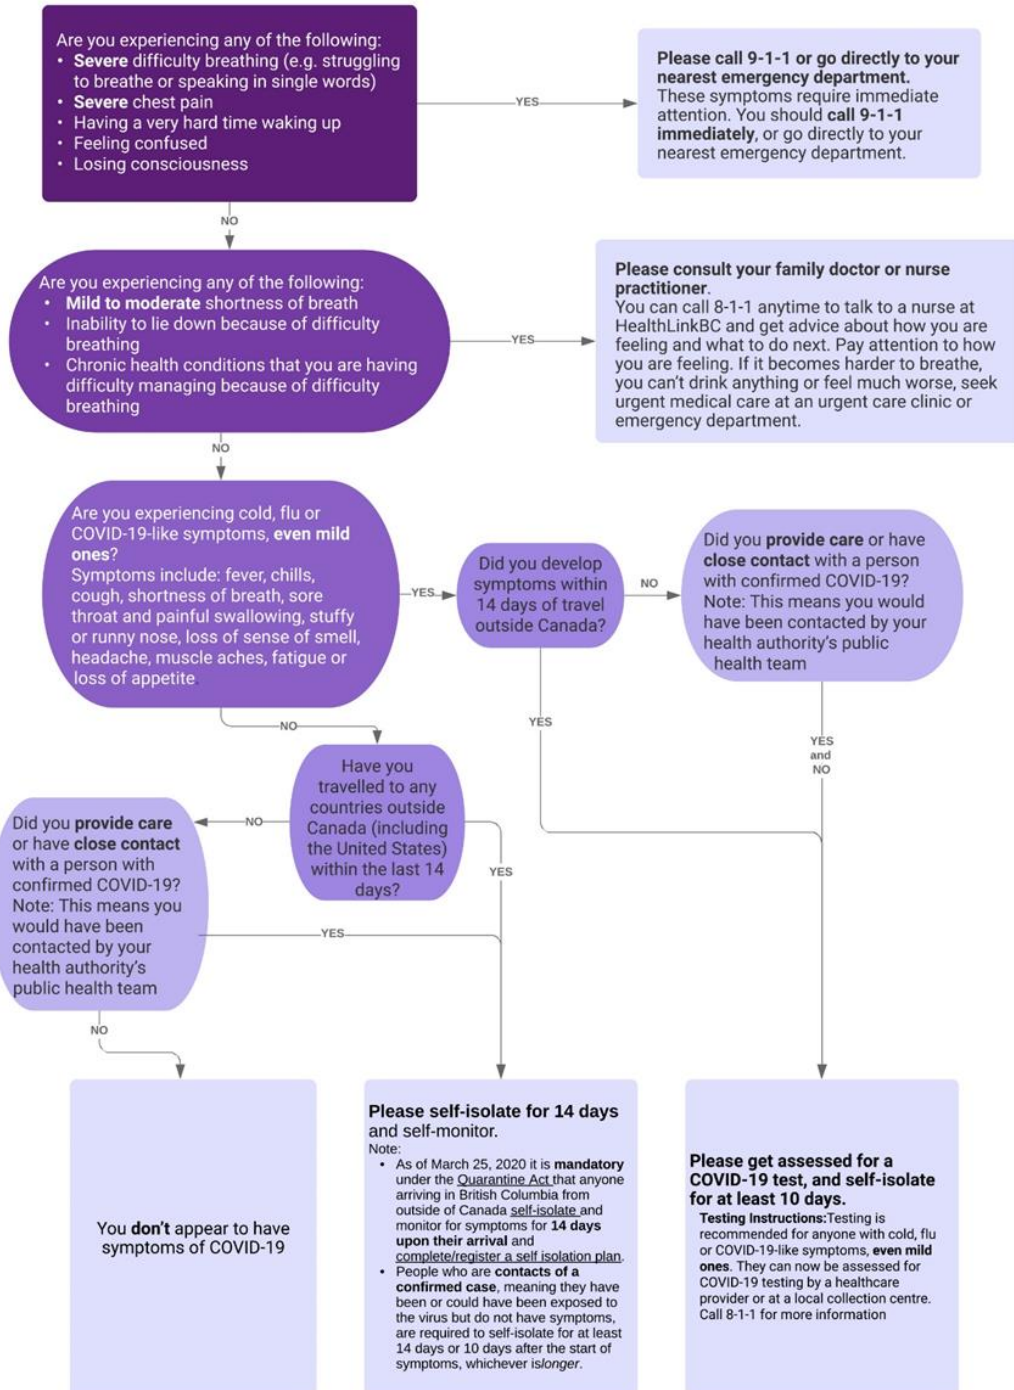 Are you experiencing any of the following:
• Severe difficulty breathing (e.g. struggling
to breathe or speaking in single words)
• Severe chest pain
• Having a very hard time waking up
• Feeling confused
• Losing consciousness
YES
Please call 9-1-1 or go directly to your
nearest emergency department.
These symptoms require immediate
attention. You should call 9-1-1
immediately, or go directly to your
nearest emergency department.
NO
Are you experiencing any of the following:
• Mild to moderate shortness of breath
• Inability to lie down because of difficulty
breathing
• Chronic health conditions that you are having
difficulty managing because of difficulty
breathing
YES
Please consult your family doctor or nurse
practitioner.
You can call 8-1-1 anytime to talk to a nurse at
HealthLinkBC and get advice about how you are
feeling and what to do next. Pay attention to how
you are feeling. If it becomes harder to breathe,
you can't drink anything or feel much worse, seek
urgent medical care at an urgent care clinic or
emergency department.
NO
Are you experiencing cold, flu or
COVID-19-like symptoms, even mild
ones?
Symptoms include: fever, chills,
cough, shortness of breath, sore
throat and painful swallowing, stuffy
or runny nose, loss of sense of smell,
headache, muscle aches, fatigue or
loss of appetite.
YES
Did you develop
symptoms within
14 days of travel
outside Canada?
NO
Did you provide care or have
close contact with a person
with confirmed COVID-19?
Note: This means you would
have been contacted by your
health authority's public
health team
YES
YES
and
NO
NO
Have you
travelled to any
countries outside
Canada (including
the United States)
within the last 14
days?
NO
YES
Did you provide care
or have close contact
with a person with
confirmed COVID-19?
Note: This means you
would have been
contacted by your
health authority's
public health team
YES
NO
You don't appear to have
symptoms of COVID-19
Please self-isolate for 14 days
and self-monitor.
Note:
• As of March 25, 2020 it is mandatory
under the Quarantine Act that anyone
arriving in British Columbia from
outside of Canada self-isolate and
monitor for symptoms for 14 days
upon their arrival and
complete/register a self isolation plan.
• People who are contacts of a
confirmed case, meaning they have
been or could have been exposed to
the virus but do not have symptoms,
are required to self-isolate for at least
14 days or 10 days after the start of
symptoms, whichever islonger.
Please get assessed for a
COVID-19 test, and self-isolate
for at least 10 days.
Testing Instructions:Testing is
recommended for anyone with cold, flu
or COVID-19-like symptoms, even mild
ones. They can now be assessed for
COVID-19 testing by a healthcare
provider or at a local collection centre.
Call 8-1-1 for more information